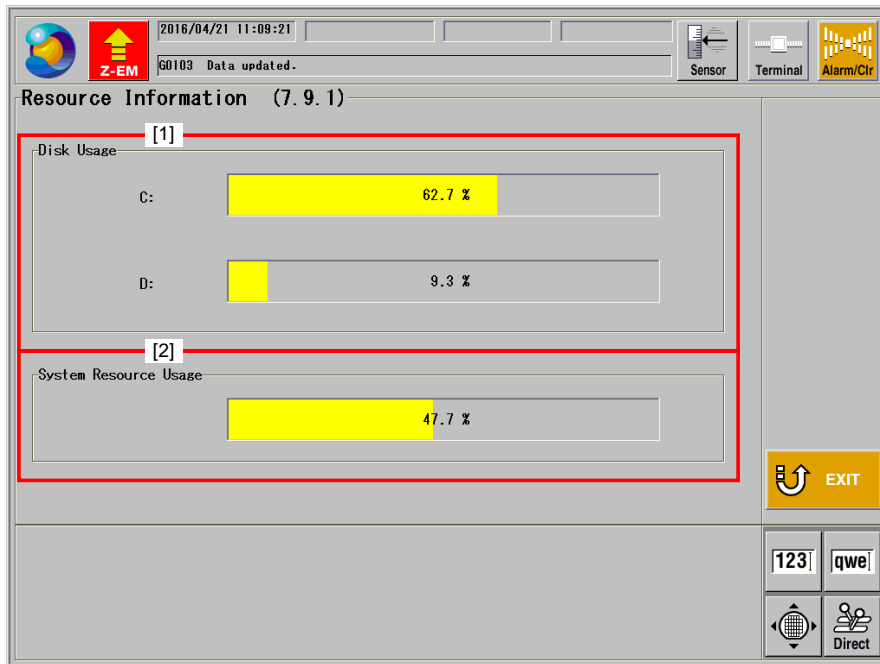 2016/04/21 11:09:21
Z-EM
G0103 Data updated.
Sensor
Terminal
Alarm/Clr
Resource Information (7.9.1)
[1]
Disk Usage
C:
62.7 %
D:
9.3 %
[2]
System Resource Usage
47.7 %
EXIT
123
qwe
Direct